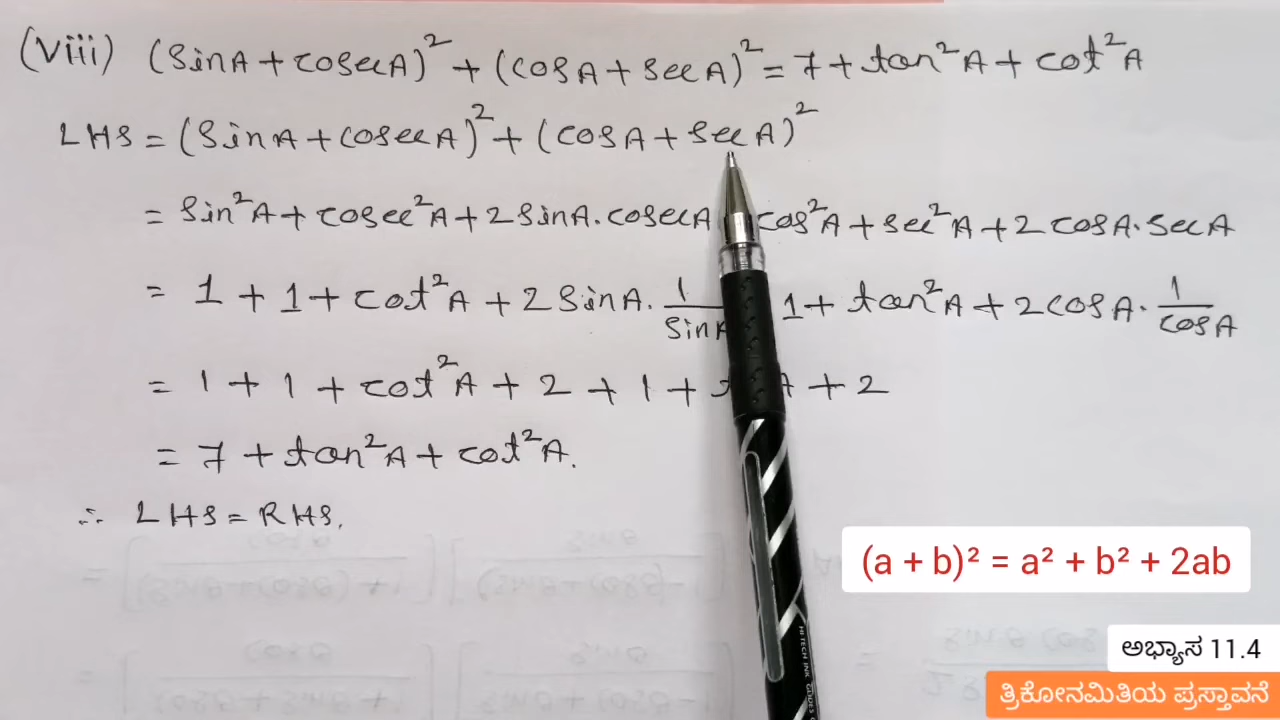 (viii) (sinA + cosecA)² + (cosA + secA)² = 7 + tan²A + cot²A
LHS = (sinA + cosecA)² + (cosA + secA)²
= sin²A + cosec²A + 2 sinA. cosecA cos²A + sec²A + 2 cosA. secA
= 1 + 1 + cot²A + 2 sinA. 1/sinA 1 + tan²A + 2 cosA. 1/cosA
= 1 + 1 + cot²A + 2 + 1 + A + 2
= 7 + tan²A + cot²A.
∴ LHS = RHS.
(a + b)² = a² + b² + 2ab
ಅಭ್ಯಾಸ 11.4
ತ್ರಿಕೋನಮಿತಿಯ ಪ್ರಸ್ತಾವನೆ
HI TECH INK